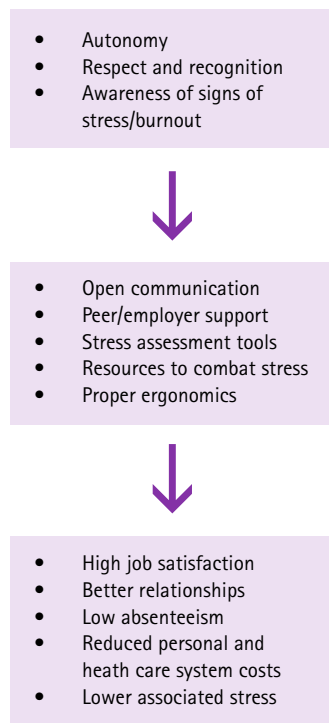 • Autonomy
• Respect and recognition
• Awareness of signs of
stress/burnout
• Open communication
• Peer/employer support
• Stress assessment tools
• Resources to combat stress
• Proper ergonomics
• High job satisfaction
• Better relationships
• Low absenteeism
• Reduced personal and
heath care system costs
• Lower associated stress